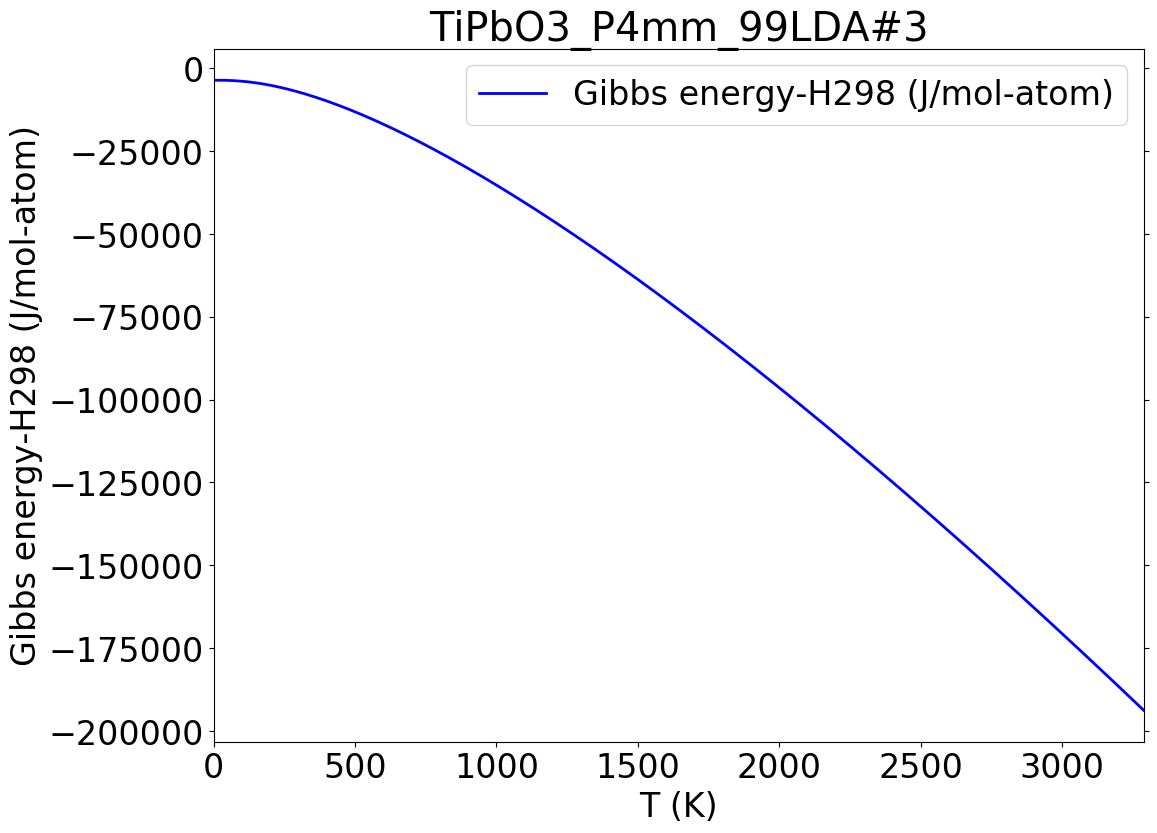 TiPbO3_P4mm_99LDA#3
Gibbs energy-H298 (J/mol-atom)
Gibbs energy-H298 (J/mol-atom)
0
−25000
−50000
−75000
−100000
−125000
−150000
−175000
−200000
0 500 1000 1500 2000 2500 3000
T (K)